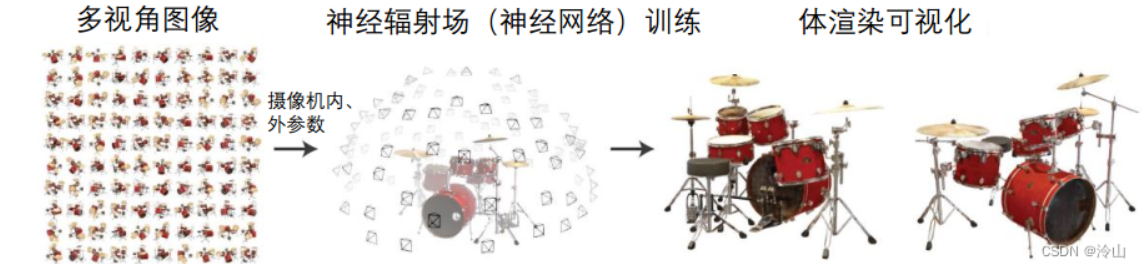 多视角图像
神经辐射场（神经网络）训练
体渲染可视化
摄像机内、
外参数
CSDN @泠山